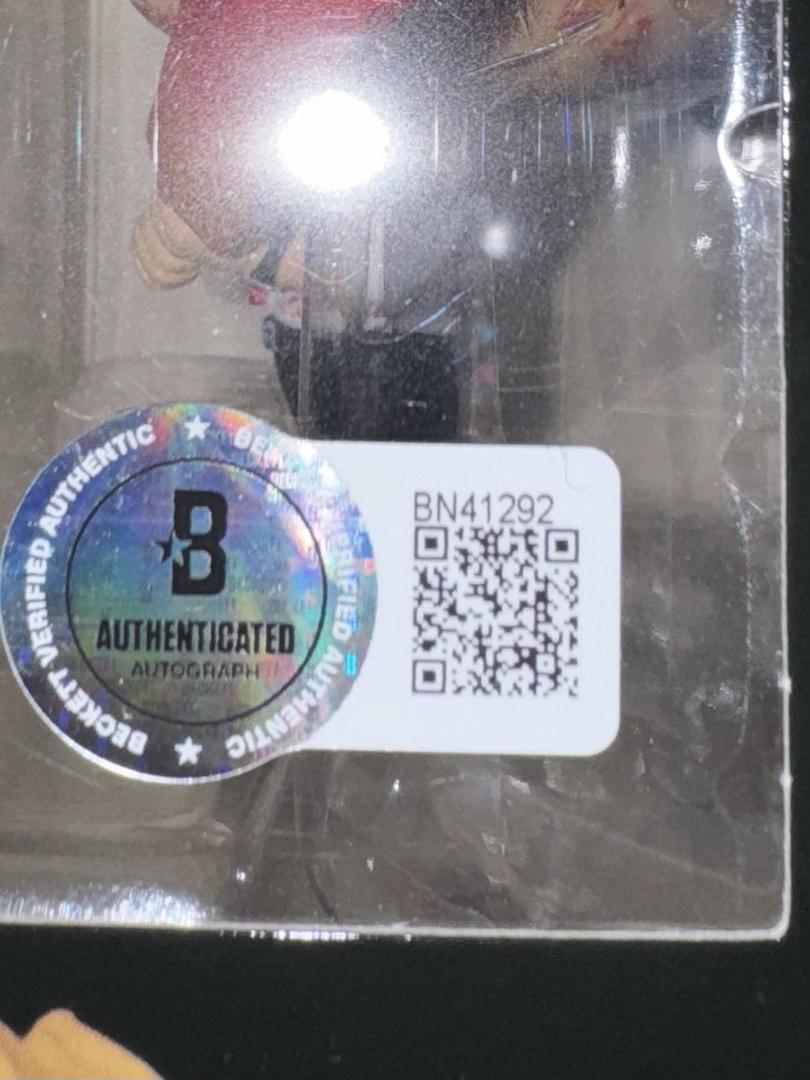 BECKETT VERIFIED AUTHENTIC ★
VERIFIED AUTHENTIC ★
B
AUTHENTICATED
AUTOGRAPH
BN41292